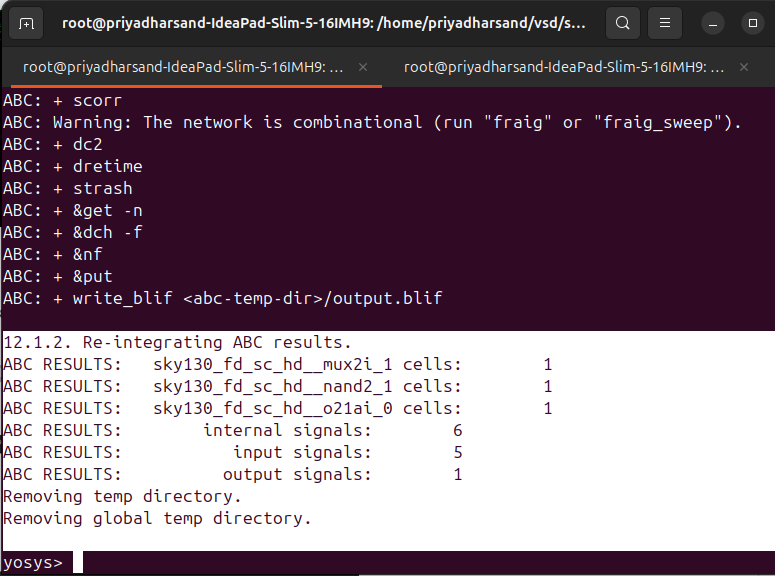 root@priyadharsand-IdeaPad-Slim-5-16IMH9: /home/priyadharsand/vsd/s...
root@priyadharsand-IdeaPad-Slim-5-16IMH9: ... × root@priyadharsand-IdeaPad-Slim-5-16IMH9: ... ×
ABC: + scorr
ABC: Warning: The network is combinational (run "fraig" or "fraig_sweep").
ABC: + dc2
ABC: + dretime
ABC: + strash
ABC: + &get -n
ABC: + &dch -f
ABC: + &nf
ABC: + &put
ABC: + write_blif <abc-temp-dir>/output.blif
12.1.2. Re-integrating ABC results.
ABC RESULTS:   sky130_fd_sc_hd__mux2i_1 cells:        1
ABC RESULTS:   sky130_fd_sc_hd__nand2_1 cells:        1
ABC RESULTS:   sky130_fd_sc_hd__o21ai_0 cells:        1
ABC RESULTS:        internal signals:        6
ABC RESULTS:           input signals:        5
ABC RESULTS:          output signals:        1
Removing temp directory.
Removing global temp directory.
yosys>